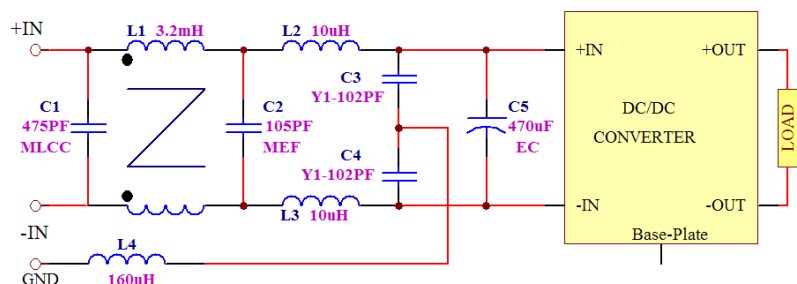 +IN
L1 3.2mH
L2 10uH
C1
475PF
MLCC
C2
105PF
MEF
C3
Y1-102PF
C4
Y1-102PF
C5
470uF
EC
L3 10uH
-IN
L4
160uH
GND
+IN
+OUT
DC/DC
CONVERTER
-IN
-OUT
Base-Plate
LOAD